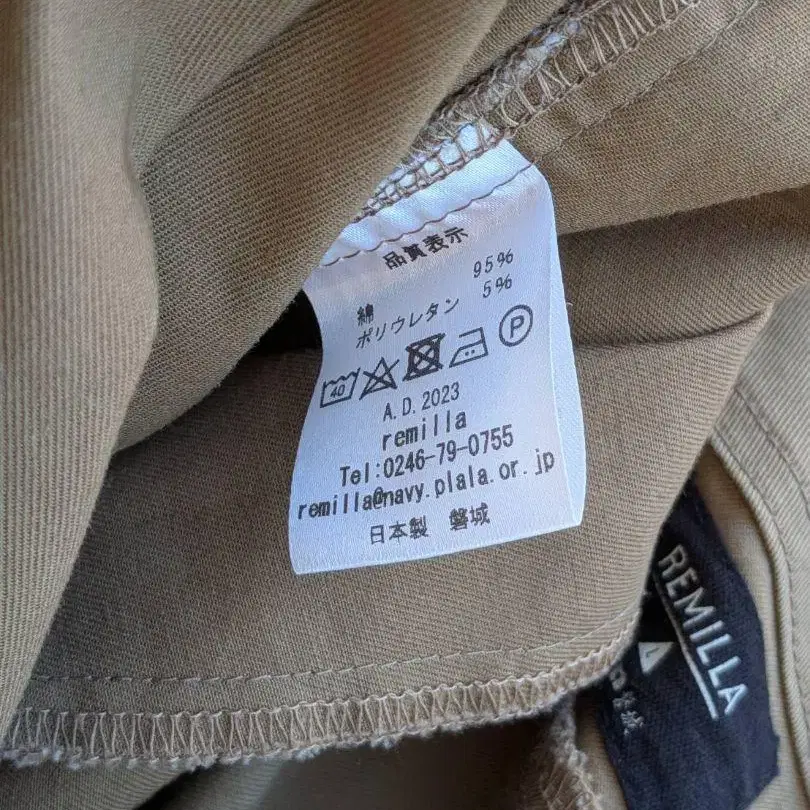 品質表示
綿 95%
ポリウレタン 5%
40 P
A.D.2023
remilla
Tel:0246-79-0755
remilla@navy.plala.or.jp
日本製 磐城
REMILLA
L